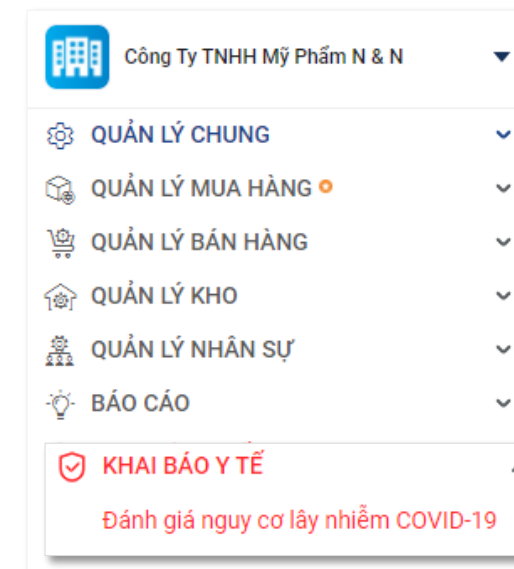 Công Ty TNHH Mỹ Phẩm N & N
QUẢN LÝ CHUNG
QUẢN LÝ MUA HÀNG
QUẢN LÝ BÁN HÀNG
QUẢN LÝ KHO
QUẢN LÝ NHÂN SỰ
BÁO CÁO
KHAI BÁO Y TẾ
Đánh giá nguy cơ lây nhiễm COVID-19